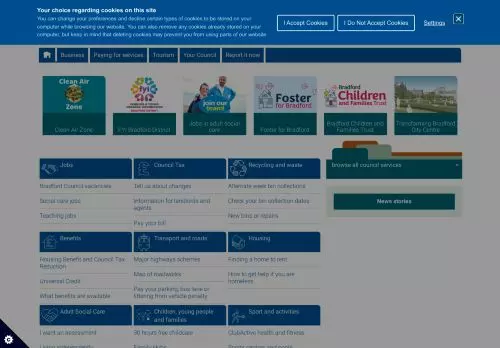 Your choice regarding cookies on this site
You can change your preferences and decline certain types of cookies to be stored on your
computer while browsing our website. You can also remove any cookies already stored on your
computer, but keep in mind that deleting cookies may prevent you from using parts of our website
I Accept Cookies
I Do Not Accept Cookies
Settings
Business
Paying for services
Tourism
Your Council
Report it now
Clean Air
Zone
Clean Air Zone
fyi
FYI Bradford District
join our
team!
Jobs in adult social
care
Foster
for Bradford
Foster for Bradford
Bradford
Children
and Families Trust
Bradford Children and
Families Trust
Transforming Bradford
City Centre
Jobs
Bradford Council vacancies
Social care jobs
Teaching jobs
Council Tax
Tell us about changes
Information for landlords and
agents
Pay your bill
Recycling and waste
Alternate week bin collections
Check your bin collection dates
New bins or repairs
Browse all council services
News stories
Benefits
Housing Benefit and Council Tax
Reduction
Universal Credit
What benefits are available
Transport and roads
Major highways schemes
Map of roadworks
Pay your parking, bus lane or
littering from vehicle penalty
Housing
Finding a home to rent
How to get help if you are
homeless
Adult Social Care
I want an assessment
Children, young people
and families
30 hours free childcare
Sport and activities
ClubActive health and fitness